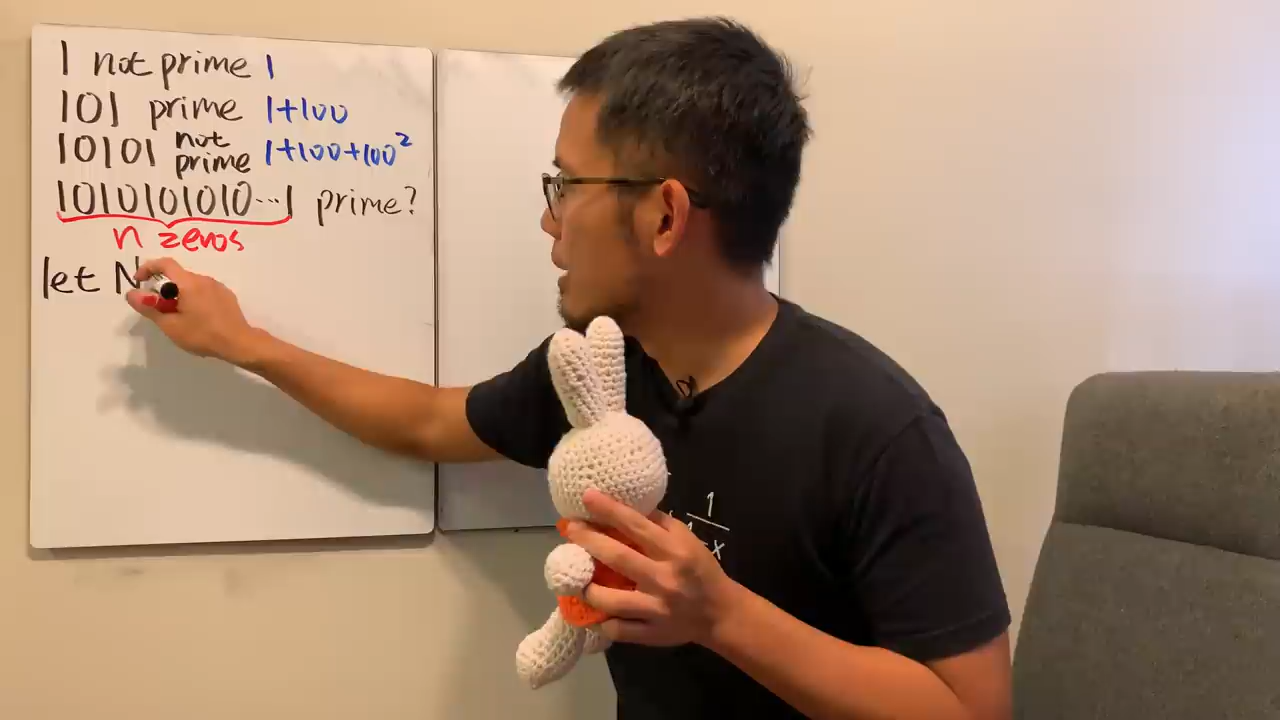 1 not prime 1
101 prime 1+100
10101 not prime 1+100+100²
1010101010...1 prime?
n zeros
let N
1
x